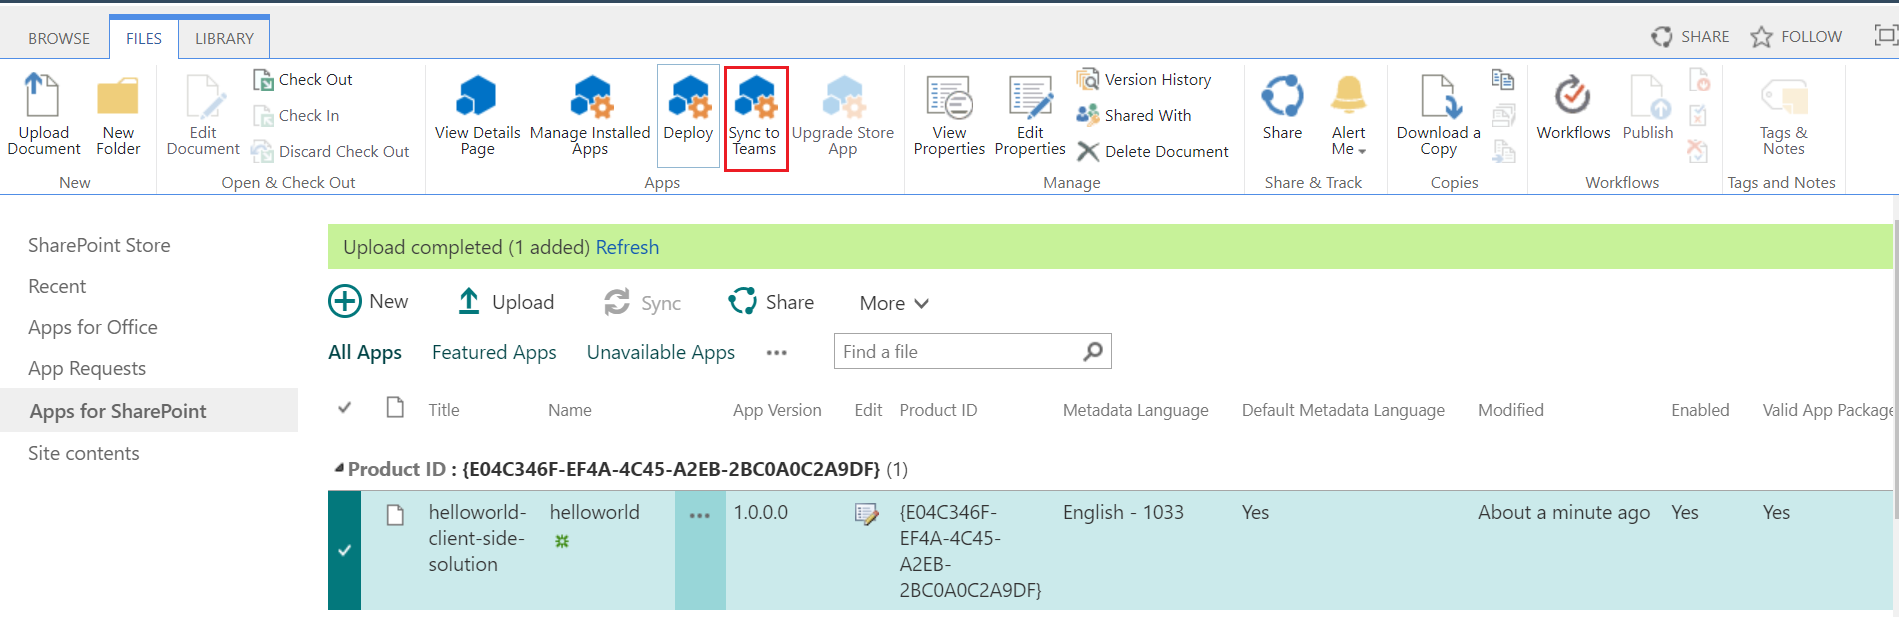 BROWSE FILES LIBRARY SHARE FOLLOW
Upload Document
New Folder
New
Edit Document
Check Out
Check In
Discard Check Out
Open & Check Out
View Details Page
Manage Installed Apps
Deploy
Sync to Teams
Upgrade Store App
Apps
View Properties
Edit Properties
Version History
Shared With
Delete Document
Manage
Share
Alert Me
Share & Track
Download a Copy
Copies
Workflows
Publish
Workflows
Tags & Notes
Tags and Notes
SharePoint Store
Recent
Apps for Office
App Requests
Apps for SharePoint
Site contents
Upload completed (1 added) Refresh
New Upload Sync Share More
All Apps Featured Apps Unavailable Apps ••• Find a file
Title Name App Version Edit Product ID Metadata Language Default Metadata Language Modified Enabled Valid App Package
Product ID : {E04C346F-EF4A-4C45-A2EB-2BC0A0C2A9DF} (1)
helloworld-
client-side-
solution
helloworld
•••
1.0.0.0
{E04C346F-
EF4A-4C45-
A2EB-
2BC0A0C2A9DF}
English - 1033
Yes
About a minute ago
Yes
Yes